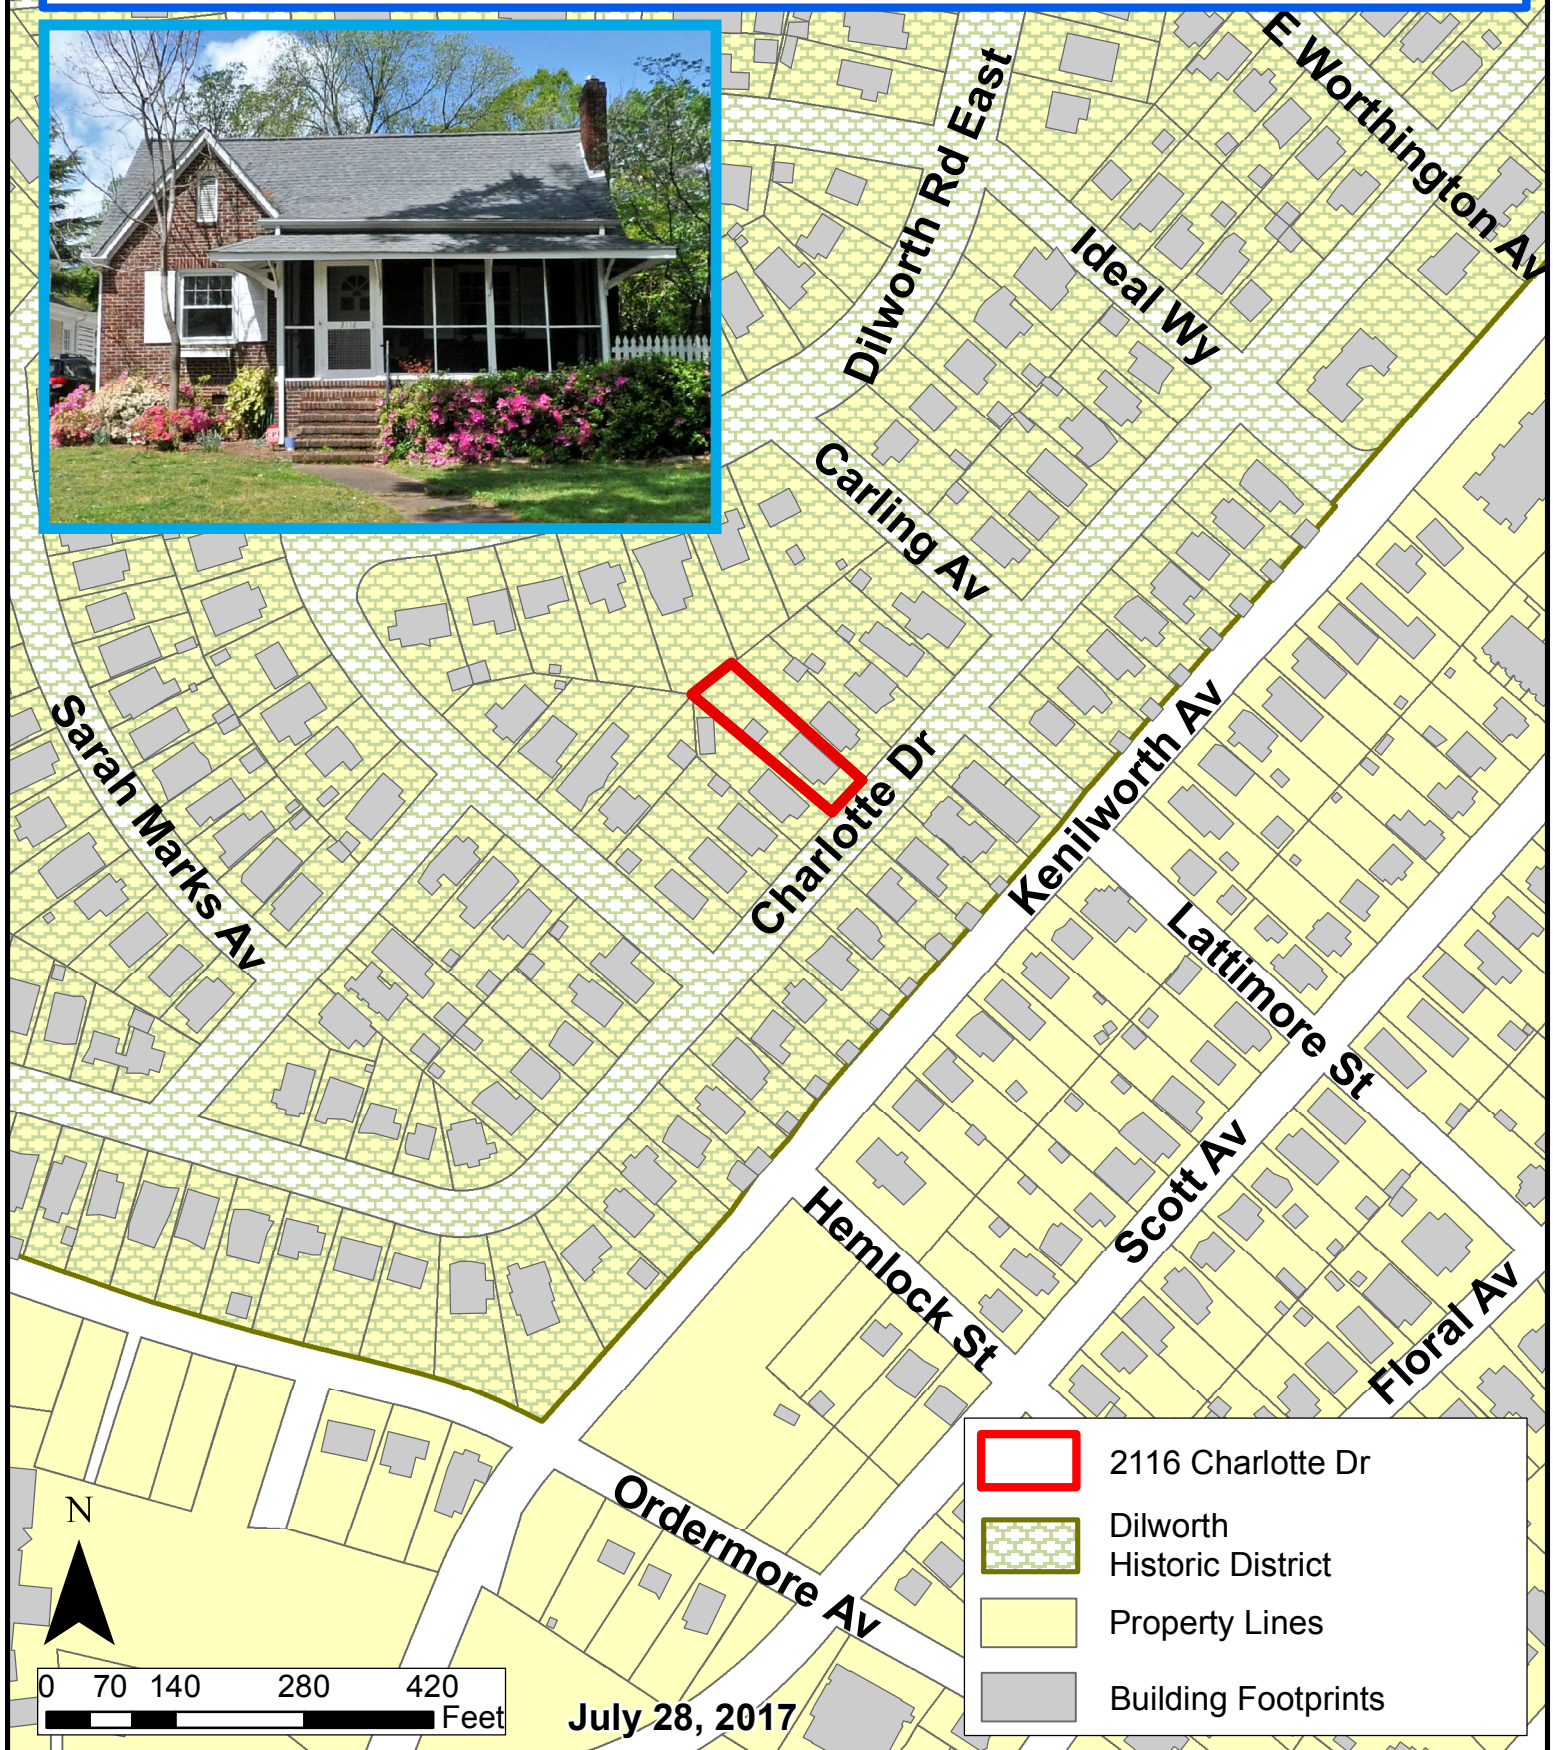 E Worthington Av
Dilworth Rd East
Ideal Wy
2116
Carling Av
Sarah Marks Av
Charlotte Dr
Kenilworth Av
Lattimore St
Scott Av
Hemlock St
Floral Av
Ordermore Av
2116 Charlotte Dr
Dilworth
Historic District
Property Lines
Building Footprints
N
0 70 140 280 420
Feet
July 28, 2017